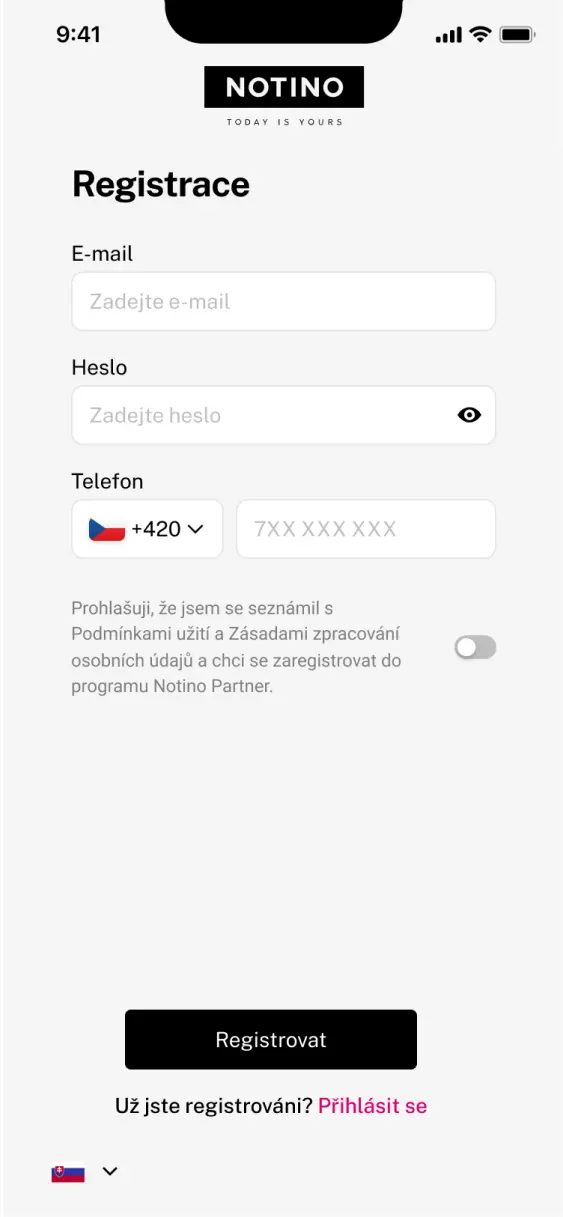 9:41
NOTINO
TODAY IS YOURS
Registrace
E-mail
Zadejte e-mail
Heslo
Zadejte heslo
Telefon
+420
7XX XXX XXX
Prohlašuji, že jsem se seznámil s
Podmínkami užití a Zásadami zpracování
osobních údajů a chci se zaregistrovat do
programu Notino Partner.
Registrovat
Už jste registrováni? Přihlásit se